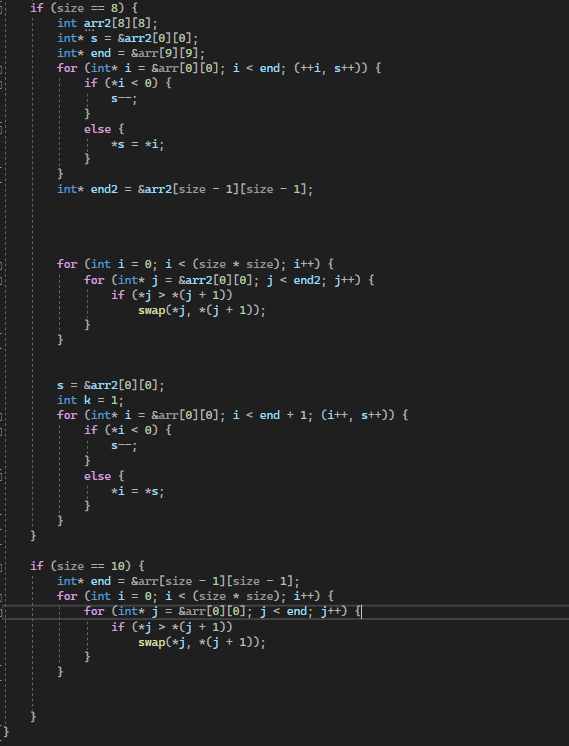 if (size == 8) {
int arr2[8][8];
int* s = &arr2[0][0];
int* end = &arr[9][9];
for (int* i = &arr[0][0]; i < end; (++i, s++)) {
if (*i < 0) {
s--;
}
else {
*s = *i;
}
}
int* end2 = &arr2[size - 1][size - 1];
for (int i = 0; i < (size * size); i++) {
for (int* j = &arr2[0][0]; j < end2; j++) {
if (*j > *(j + 1))
swap(*j, *(j + 1));
}
}
s = &arr2[0][0];
int k = 1;
for (int* i = &arr[0][0]; i < end + 1; (i++, s++)) {
if (*i < 0) {
s--;
}
else {
*i = *s;
}
}
}
if (size == 10) {
int* end = &arr[size - 1][size - 1];
for (int i = 0; i < (size * size); i++) {
for (int* j = &arr[0][0]; j < end; j++) {
if (*j > *(j + 1))
swap(*j, *(j + 1));
}
}
}
}